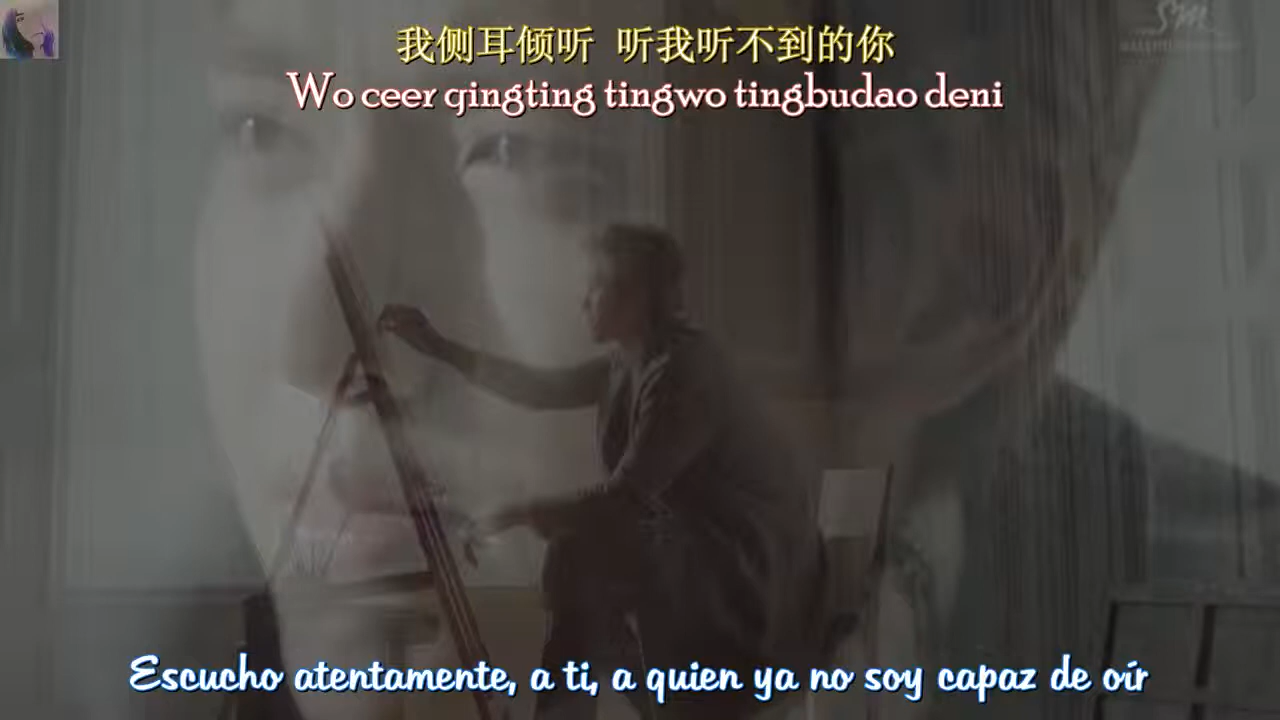 SM
我侧耳倾听 听我听不到的你
Wo ceer qingting tingwo tingbudao deni
Escucho atentamente, a ti, a quien ya no soy capaz de oír